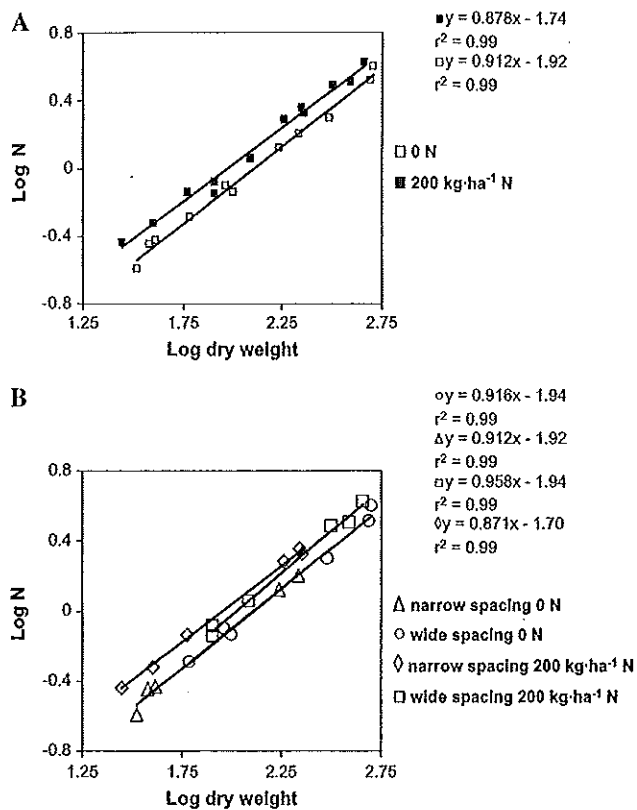 A
■y = 0.878x - 1.74
r² = 0.99
□y = 0.912x - 1.92
r² = 0.99
□ 0 N
■ 200 kg·ha⁻¹ N
Log N
0.8
0.4
0
-0.4
-0.8
1.25 1.75 2.25 2.75
Log dry weight
B
○y = 0.916x - 1.94
r² = 0.99
△y = 0.912x - 1.92
r² = 0.99
□y = 0.958x - 1.94
r² = 0.99
◊y = 0.871x - 1.70
r² = 0.99
△ narrow spacing 0 N
○ wide spacing 0 N
◊ narrow spacing 200 kg·ha⁻¹ N
□ wide spacing 200 kg·ha⁻¹ N
Log N
0.8
0.4
0
-0.4
-0.8
1.25 1.75 2.25 2.75
Log dry weight